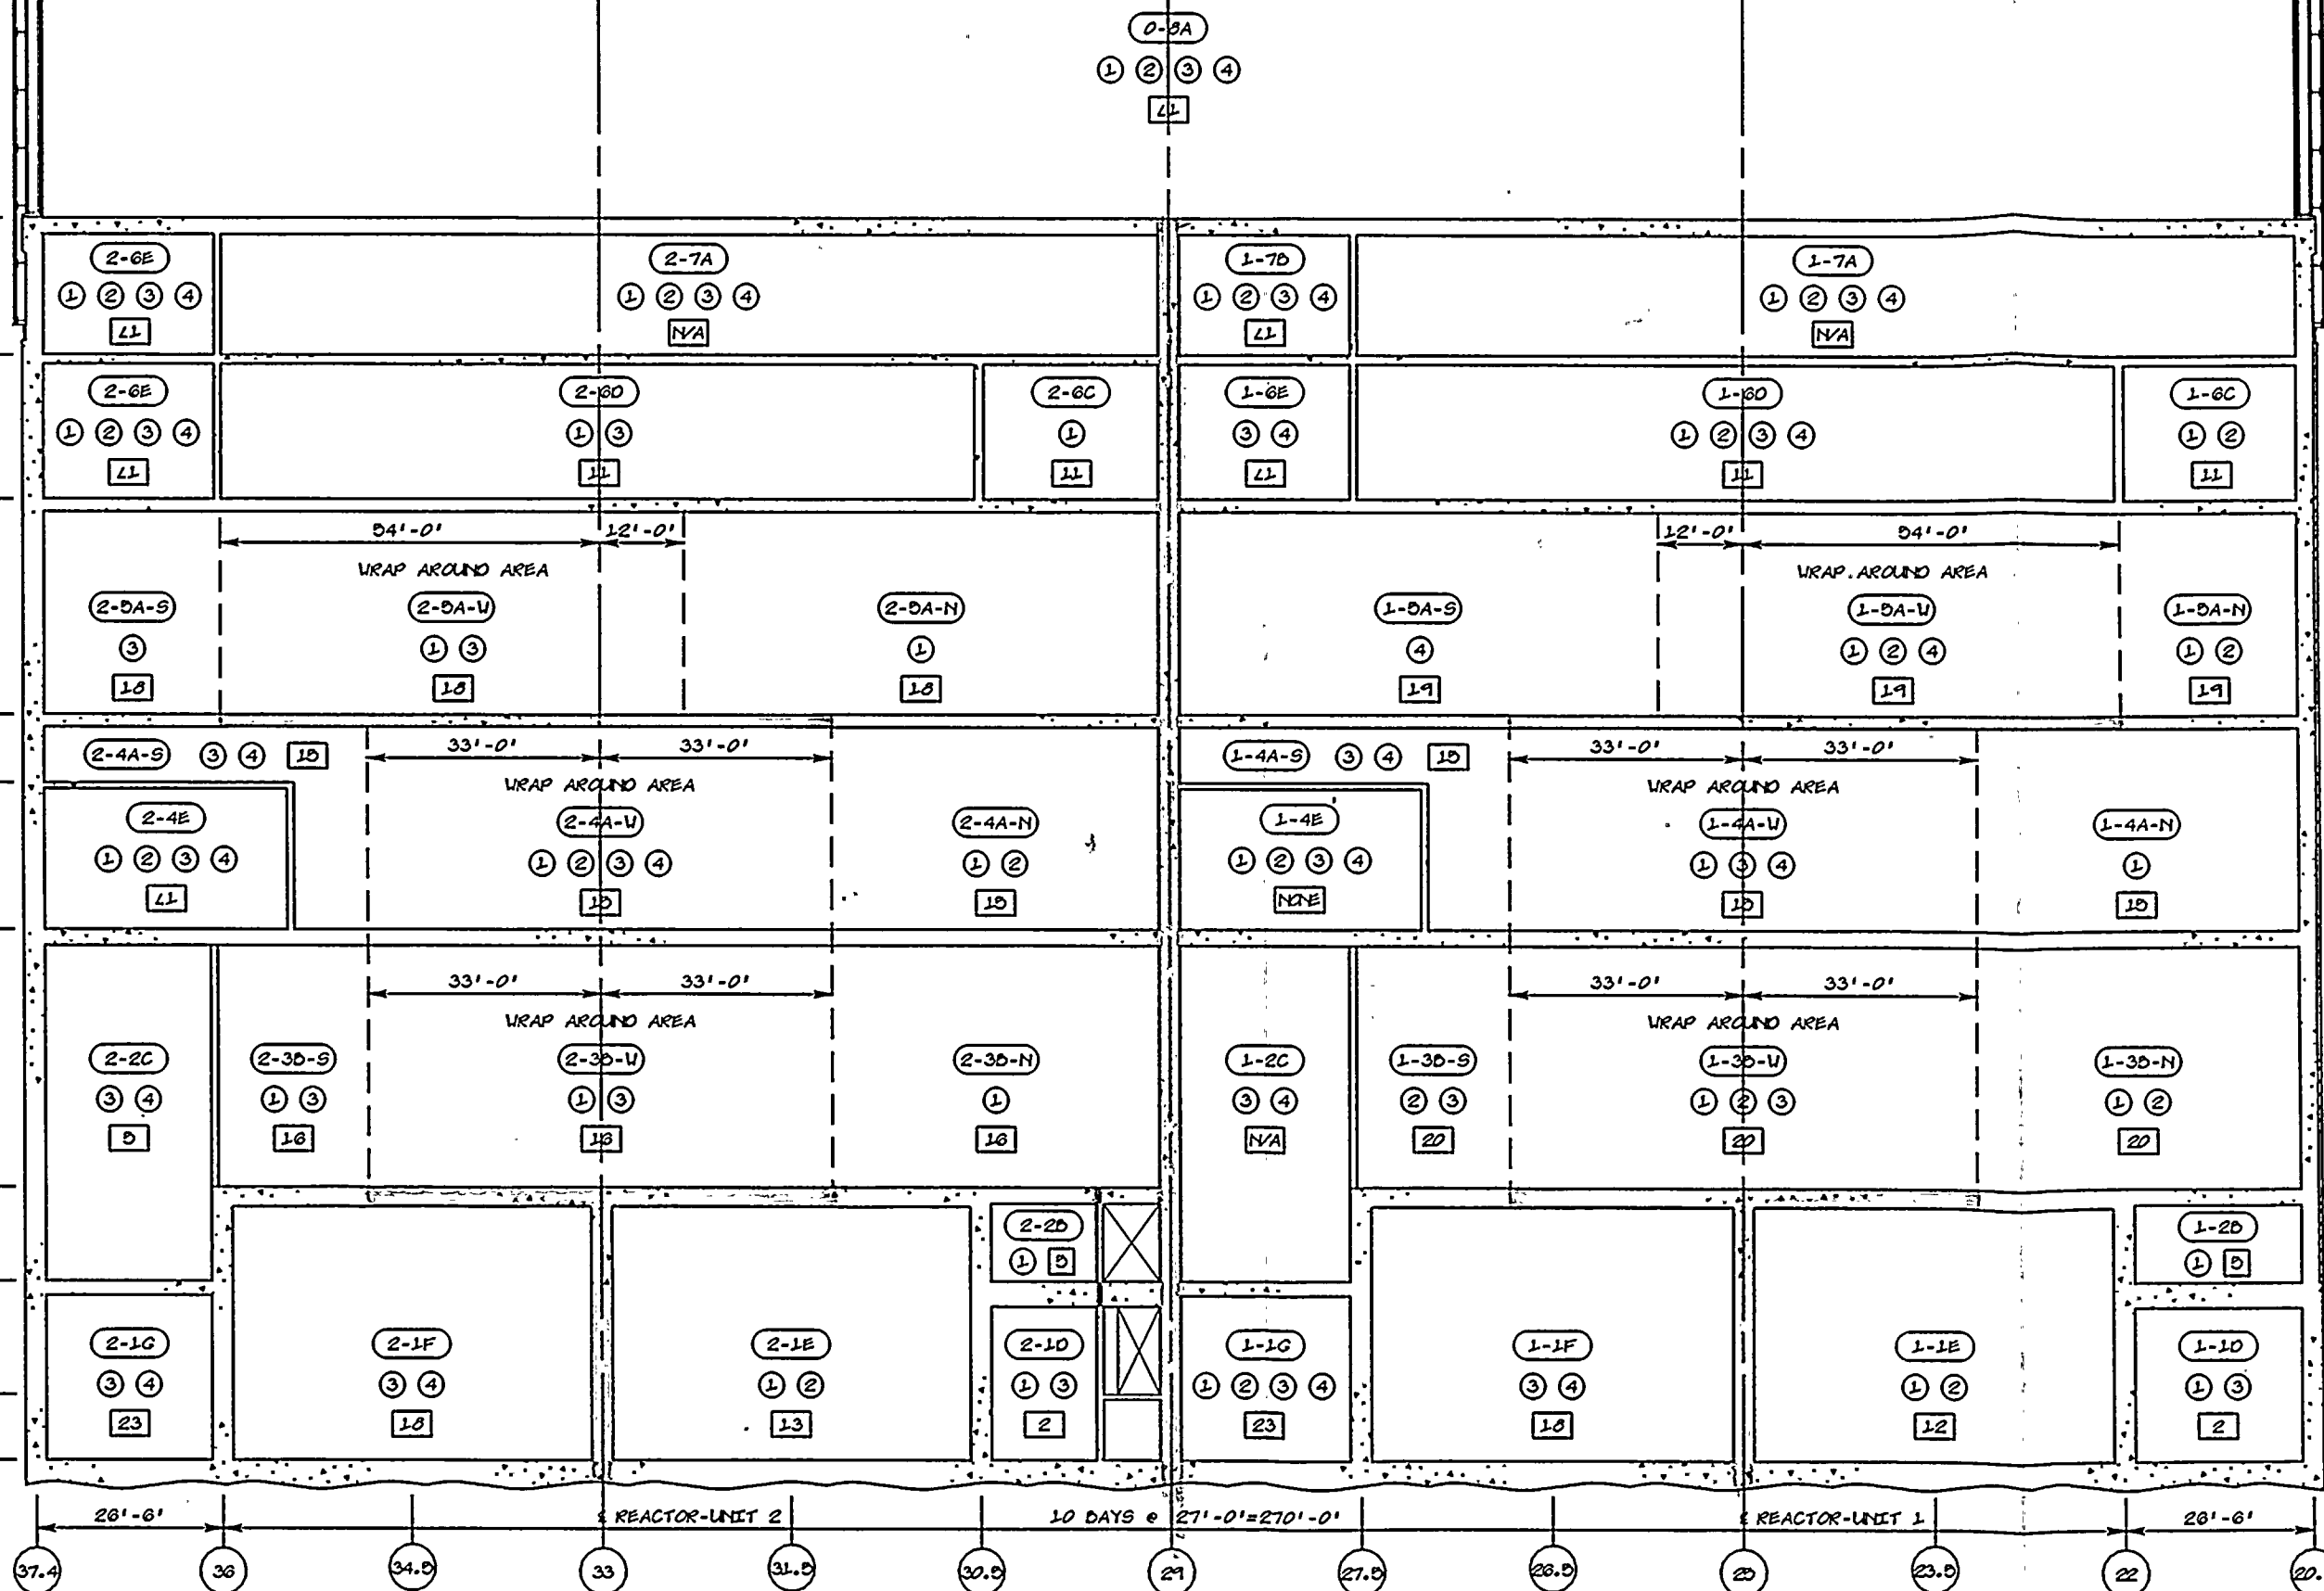 0-8A
1 2 3 4
L1
2-6E 2-7A 1-7B 1-7A
1 2 3 4 1 2 3 4 1 2 3 4 1 2 3 4
L1 N/A L1 N/A
2-6E 2-6D 2-6C 1-6E 1-6D 1-6C
1 2 3 4 1 3 1 3 4 1 2 3 4 1 2
L1 11 11 L1 11 11
54'-0' 12'-0' 12'-0' 54'-0'
WRAP AROUND AREA WRAP AROUND AREA
2-5A-S 2-5A-W 2-5A-N 1-5A-S 1-5A-W 1-5A-N
3 1 3 1 4 1 2 4 1 2
18 18 18 19 19 19
2-4A-S 3 4 15 33'-0' 33'-0' 1-4A-S 3 4 15 33'-0' 33'-0'
WRAP AROUND AREA WRAP AROUND AREA
2-4E 2-4A-W 2-4A-N 1-4E 1-4A-W 1-4A-N
1 2 3 4 1 2 3 4 1 2 1 2 3 4 1 3 4 1
L1 15 15 NONE 15 15
33'-0' 33'-0' 33'-0' 33'-0'
WRAP AROUND AREA WRAP AROUND AREA
2-2C 2-3B-S 2-3B-W 2-3B-N 1-2C 1-3B-S 1-3B-W 1-3B-N
3 4 1 3 1 3 1 3 4 2 3 1 2 3 1 2
5 16 16 16 N/A 20 20 20
2-2B 1-2B
1 5 1 5
2-1G 2-1F 2-1E 2-1D 1-1G 1-1F 1-1E 1-1D
3 4 3 4 1 2 1 3 1 2 3 4 3 4 1 2 1 3
23 18 13 2 23 18 12 2
26'-6' ℄ REACTOR-UNIT 2 10 BAYS @ 27'-0'=270'-0' ℄ REACTOR-UNIT 1 26'-6'
37.4 36 34.5 33 31.5 30.5 29 27.5 26.5 25 23.5 22 20.